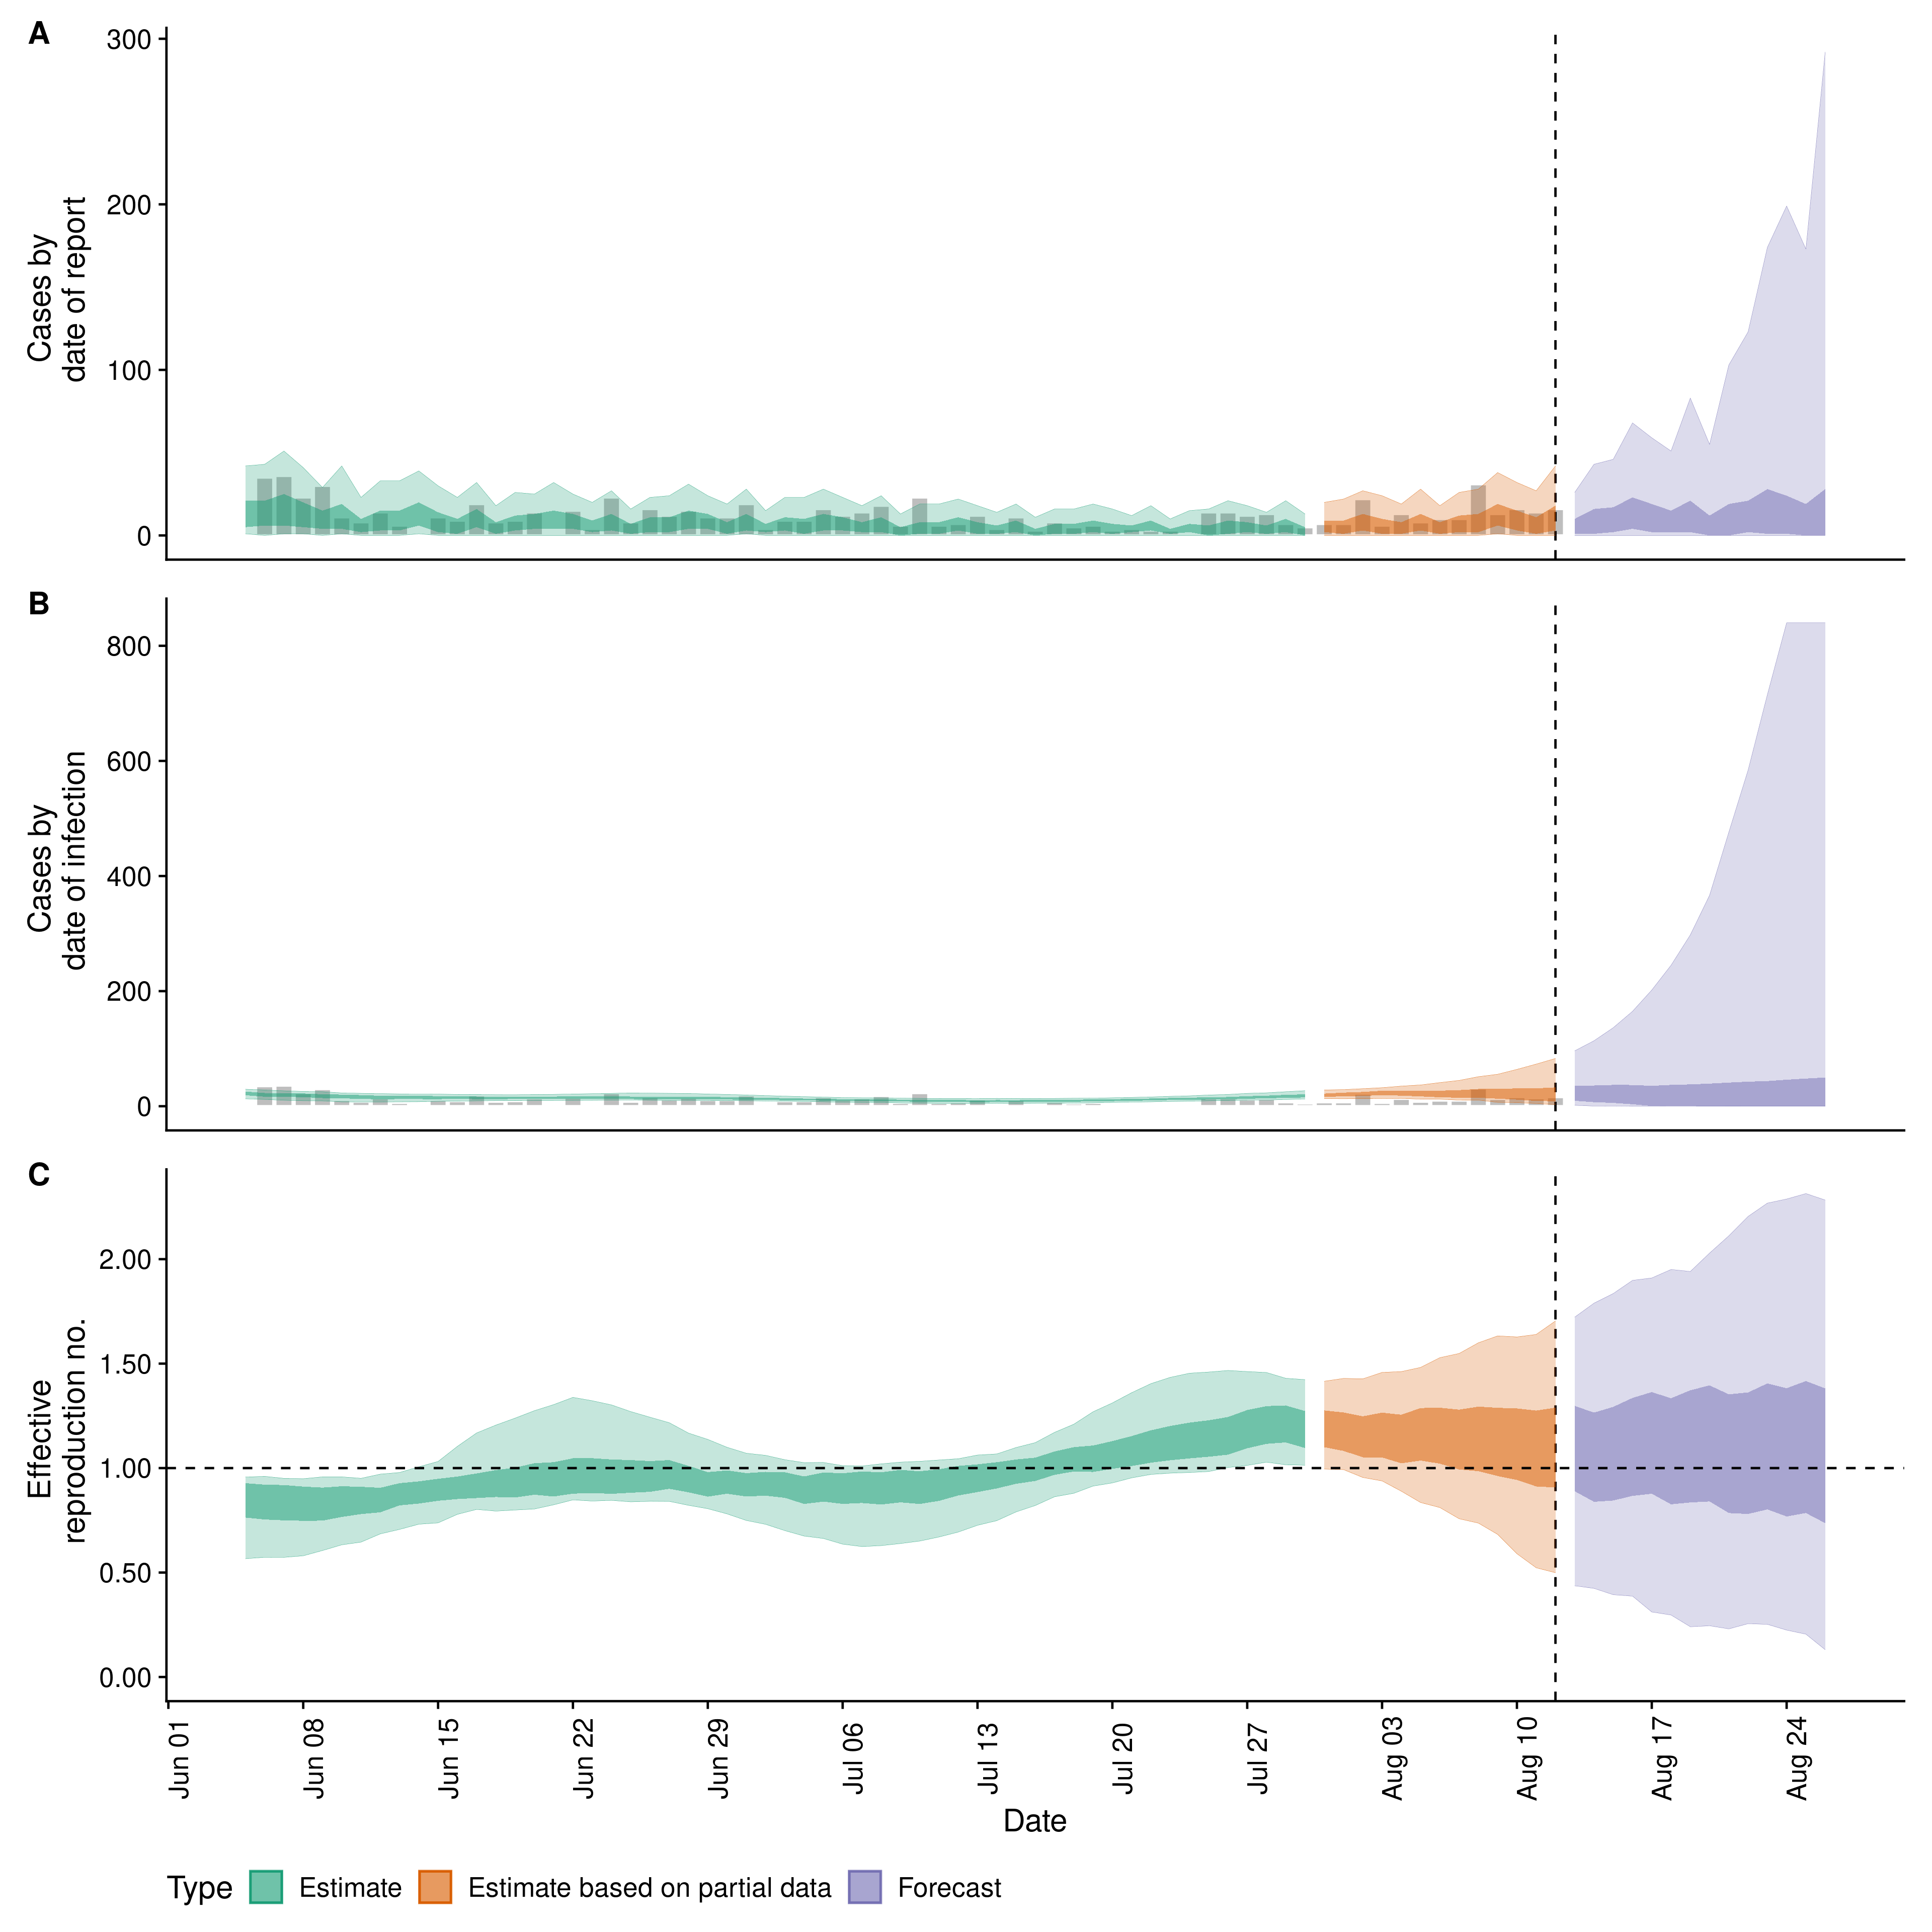 A
300
200
100
0
Cases by
date of report
B
800
600
400
200
0
Cases by
date of infection
C
2.00
1.50
1.00
0.50
0.00
Effective
reproduction no.
Jun 01
Jun 08
Jun 15
Jun 22
Jun 29
Jul 06
Jul 13
Jul 20
Jul 27
Aug 03
Aug 10
Aug 17
Aug 24
Date
Type Estimate Estimate based on partial data Forecast